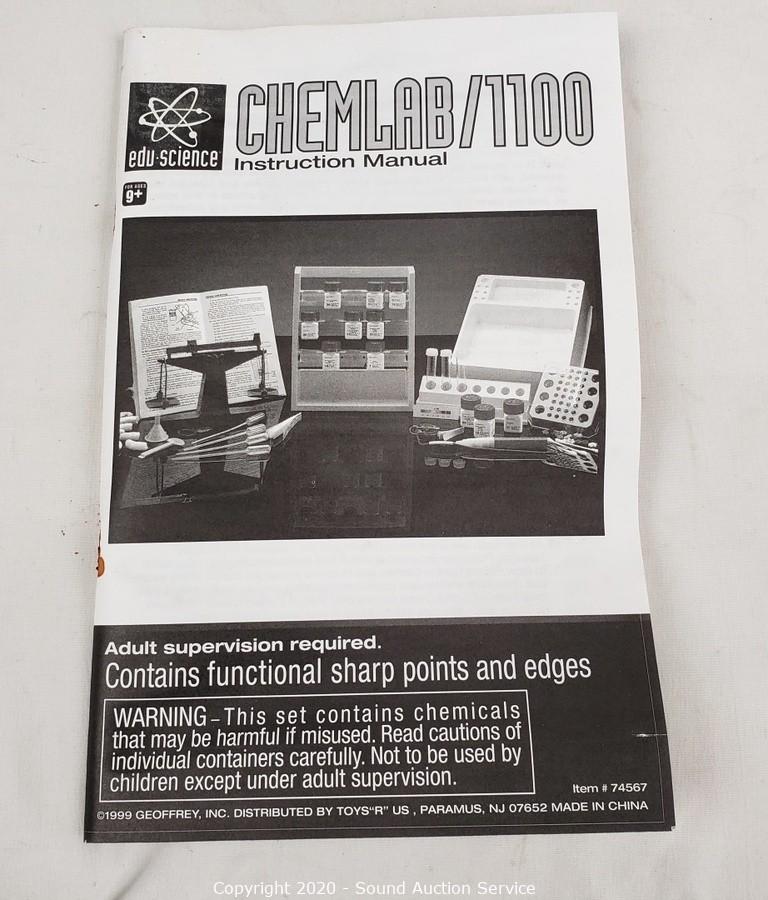 CHEMLAB/1100
edu·science
Instruction Manual
FOR AGES
9+
Adult supervision required.
Contains functional sharp points and edges
WARNING – This set contains chemicals
that may be harmful if misused. Read cautions of
individual containers carefully. Not to be used by
children except under adult supervision.
Item # 74567
©1999 GEOFFREY, INC. DISTRIBUTED BY TOYS"R" US , PARAMUS, NJ 07652 MADE IN CHINA
Copyright 2020 - Sound Auction Service